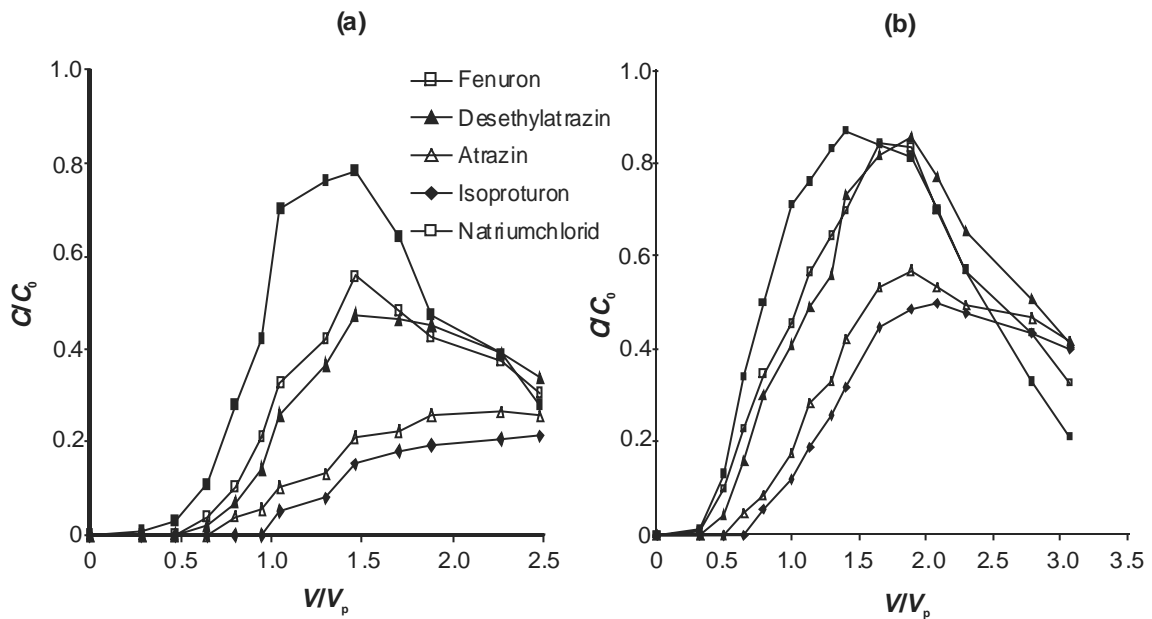 (a)
(b)
1.0
0.8
0.6
0.4
0.2
0
C/C₀
0
0.5
1.0
1.5
2.0
2.5
V/Vₚ
Fenuron
Desethylatrazin
Atrazin
Isoproturon
Natriumchlorid
1.0
0.8
0.6
0.4
0.2
0
C/C₀
0
0.5
1.0
1.5
2.0
2.5
3.0
3.5
V/Vₚ